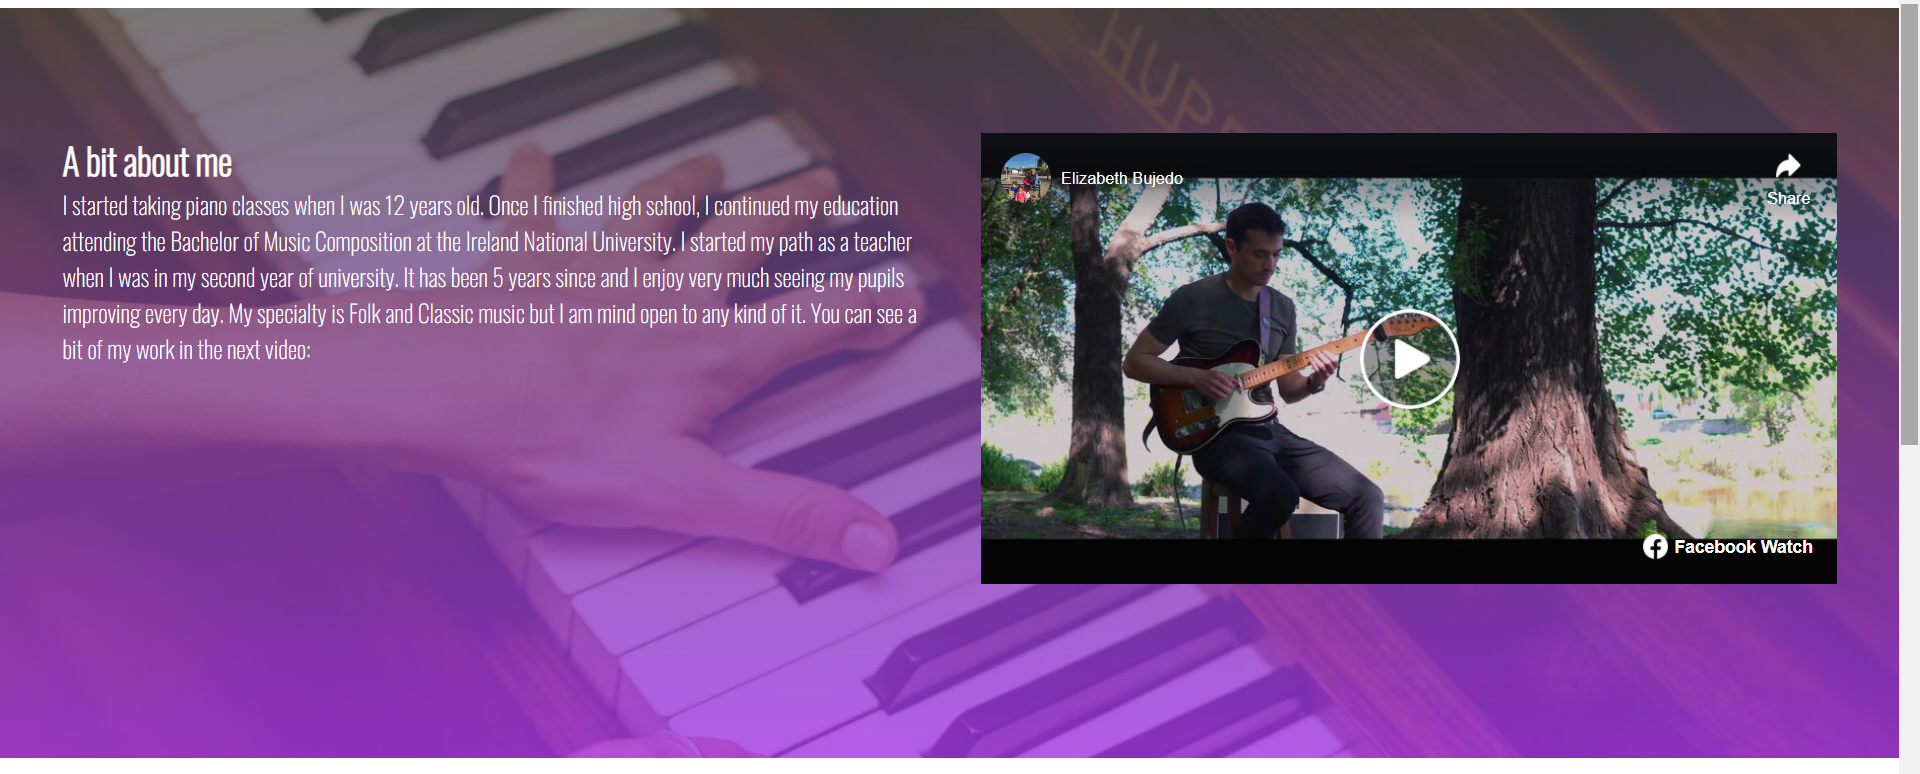 HUP
A bit about me
I started taking piano classes when I was 12 years old. Once I finished high school, I continued my education
attending the Bachelor of Music Composition at the Ireland National University. I started my path as a teacher
when I was in my second year of university. It has been 5 years since and I enjoy very much seeing my pupils
improving every day. My specialty is Folk and Classic music but I am mind open to any kind of it. You can see a
bit of my work in the next video:
Elizabeth Bujedo
Share
Facebook Watch